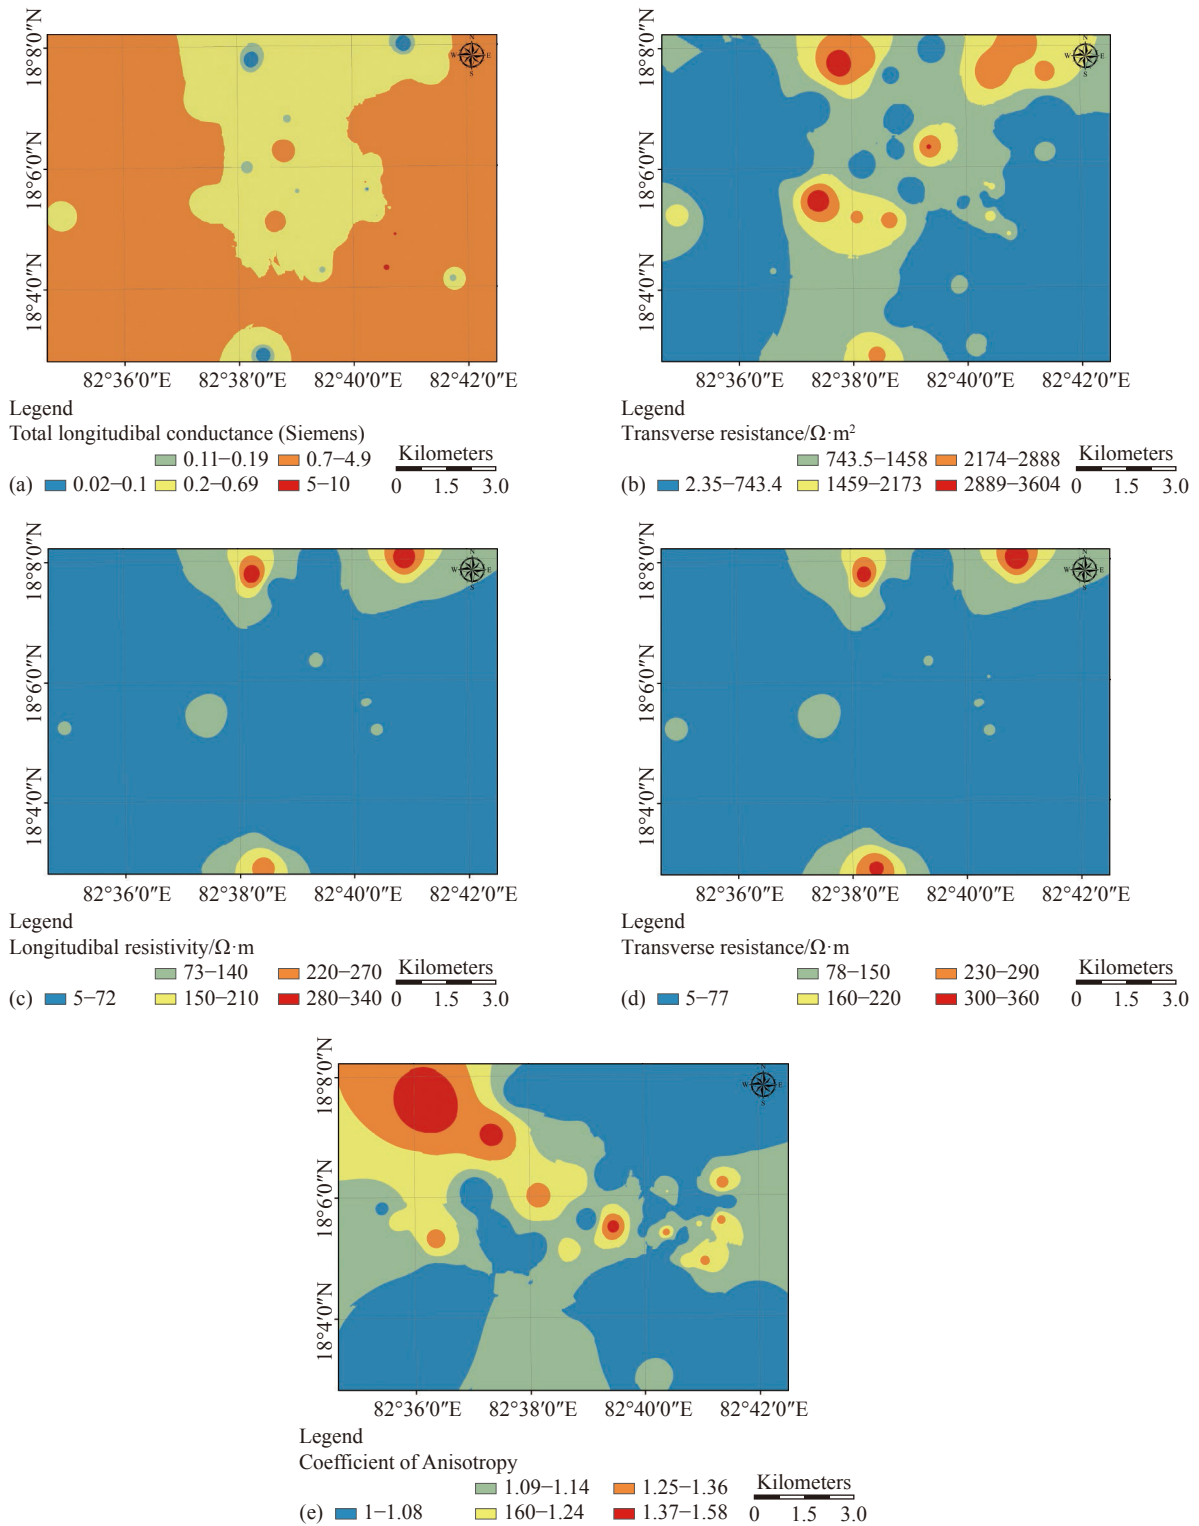 18°8′0″N
18°6′0″N
18°4′0″N
N
W E
S
82°36′0″E 82°38′0″E 82°40′0″E 82°42′0″E
Legend
Total longitudibal conductance (Siemens)
0.11−0.19 0.7−4.9 Kilometers
(a) 0.02−0.1 0.2−0.69 5−10 0 1.5 3.0
18°8′0″N
18°6′0″N
18°4′0″N
N
W E
S
82°36′0″E 82°38′0″E 82°40′0″E 82°42′0″E
Legend
Transverse resistance/Ω·m²
743.5−1458 2174−2888 Kilometers
(b) 2.35−743.4 1459−2173 2889−3604 0 1.5 3.0
18°8′0″N
18°6′0″N
18°4′0″N
N
W E
S
82°36′0″E 82°38′0″E 82°40′0″E 82°42′0″E
Legend
Longitudibal resistivity/Ω·m
73−140 220−270 Kilometers
(c) 5−72 150−210 280−340 0 1.5 3.0
18°8′0″N
18°6′0″N
18°4′0″N
N
W E
S
82°36′0″E 82°38′0″E 82°40′0″E 82°42′0″E
Legend
Transverse resistance/Ω·m
78−150 230−290 Kilometers
(d) 5−77 160−220 300−360 0 1.5 3.0
18°8′0″N
18°6′0″N
18°4′0″N
N
W E
S
82°36′0″E 82°38′0″E 82°40′0″E 82°42′0″E
Legend
Coefficient of Anisotropy
1.09−1.14 1.25−1.36 Kilometers
(e) 1−1.08 160−1.24 1.37−1.58 0 1.5 3.0